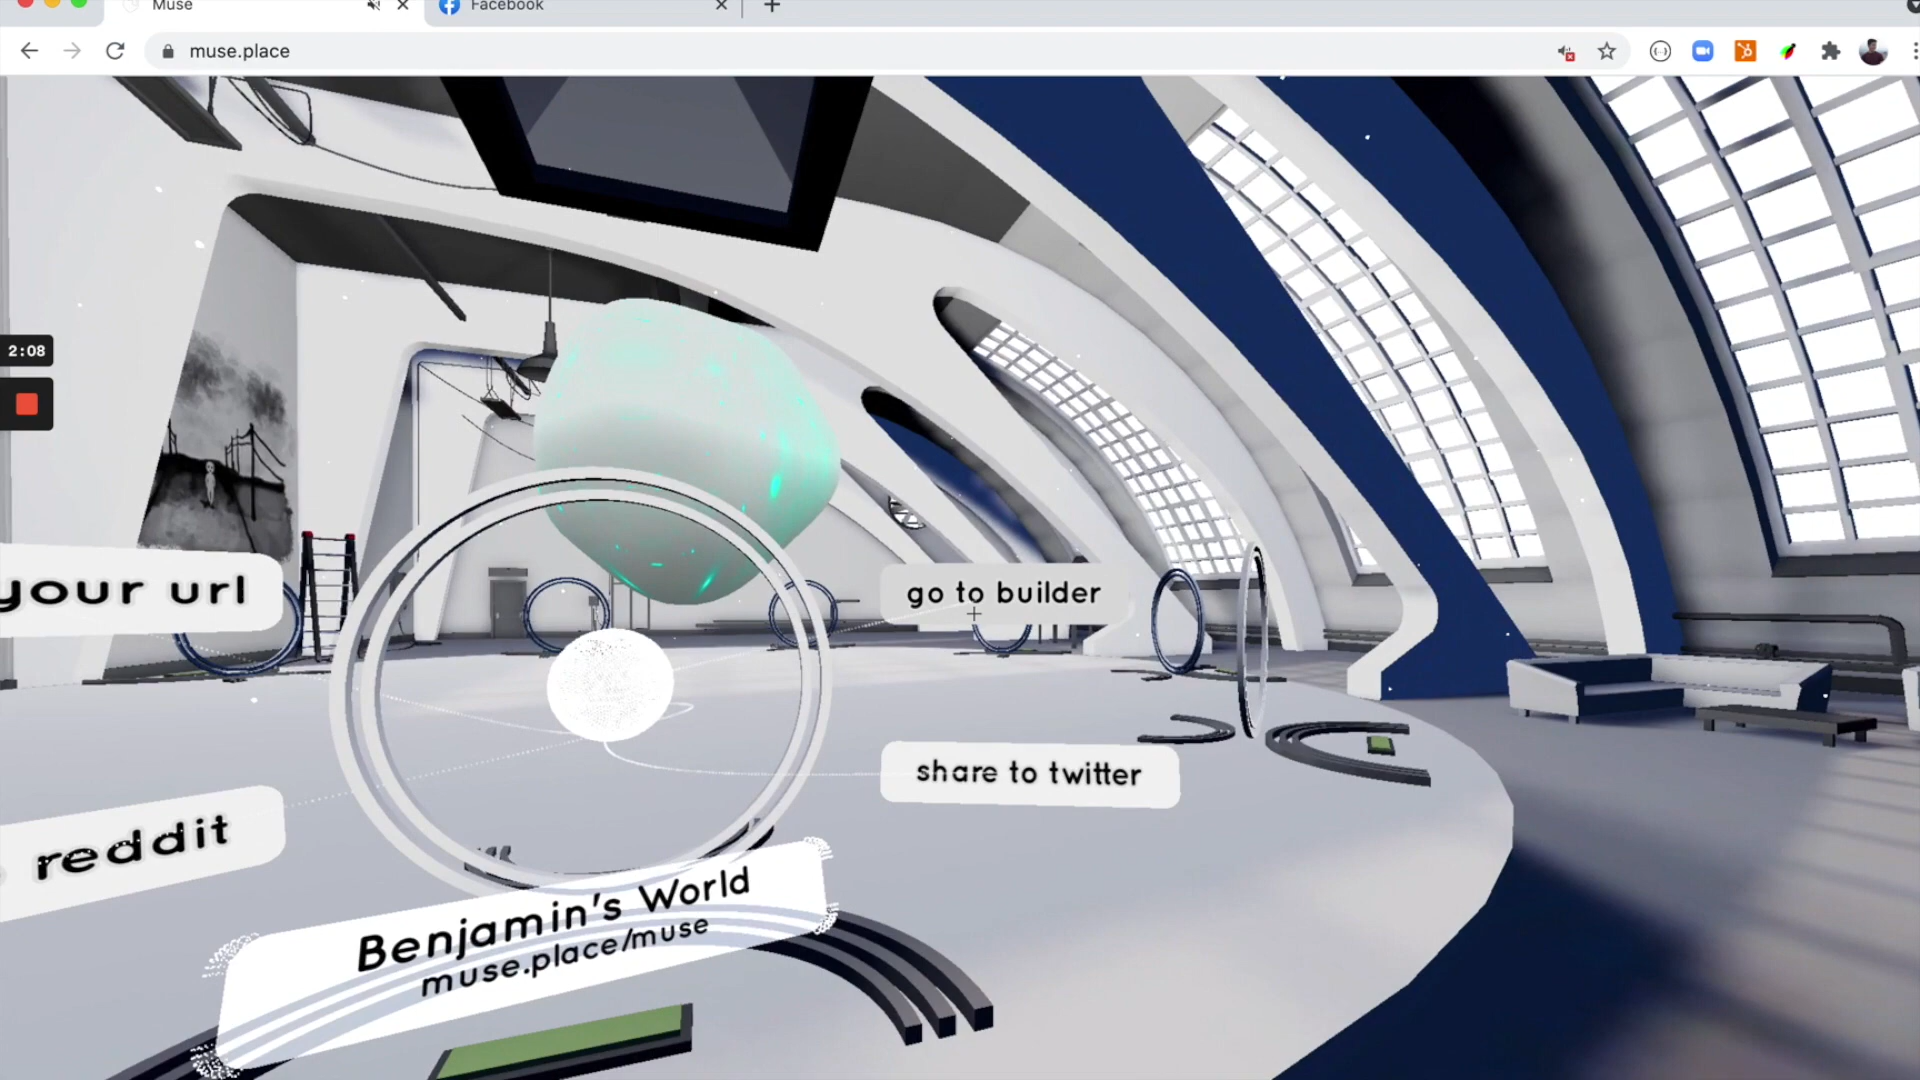 Muse
Facebook
muse.place
2:08
your url
go to builder
share to twitter
reddit
Benjamin's World
muse.place/muse